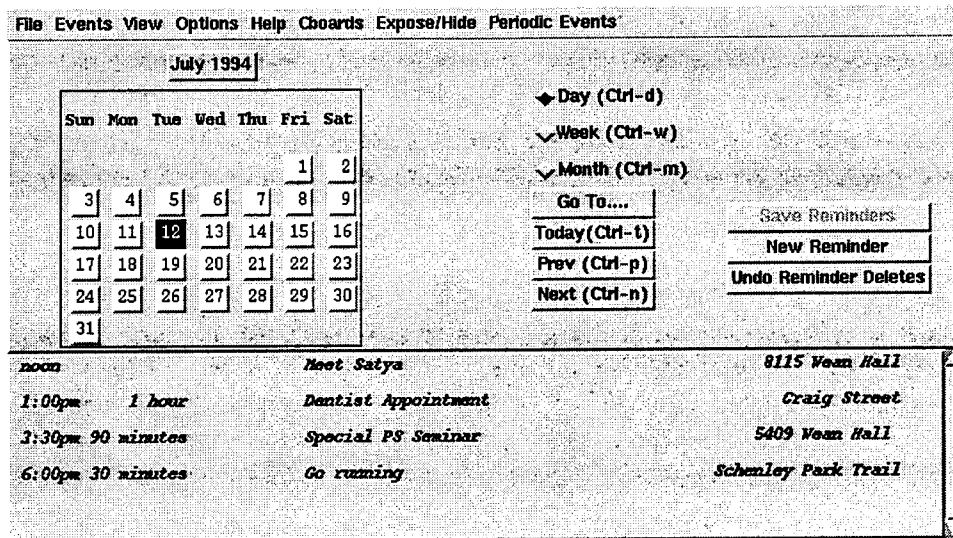 File Events View Options Help Cboards Expose/Hide Periodic Events
July 1994
Sun Mon Tue Wed Thu Fri Sat
1 2
3 4 5 6 7 8 9
10 11 12 13 14 15 16
17 18 19 20 21 22 23
24 25 26 27 28 29 30
31
Day (Ctrl-d)
Week (Ctrl-w)
Month (Ctrl-m)
Go To....
Today(Ctrl-t)
Prev (Ctrl-p)
Next (Ctrl-n)
Save Reminders
New Reminder
Undo Reminder Deletes
noon Meet Satya 8115 Wean Hall
1:00pm 1 hour Dentist Appointment Craig Street
3:30pm 90 minutes Special PS Seminar 5409 Wean Hall
6:00pm 30 minutes Go running Schenley Park Trail